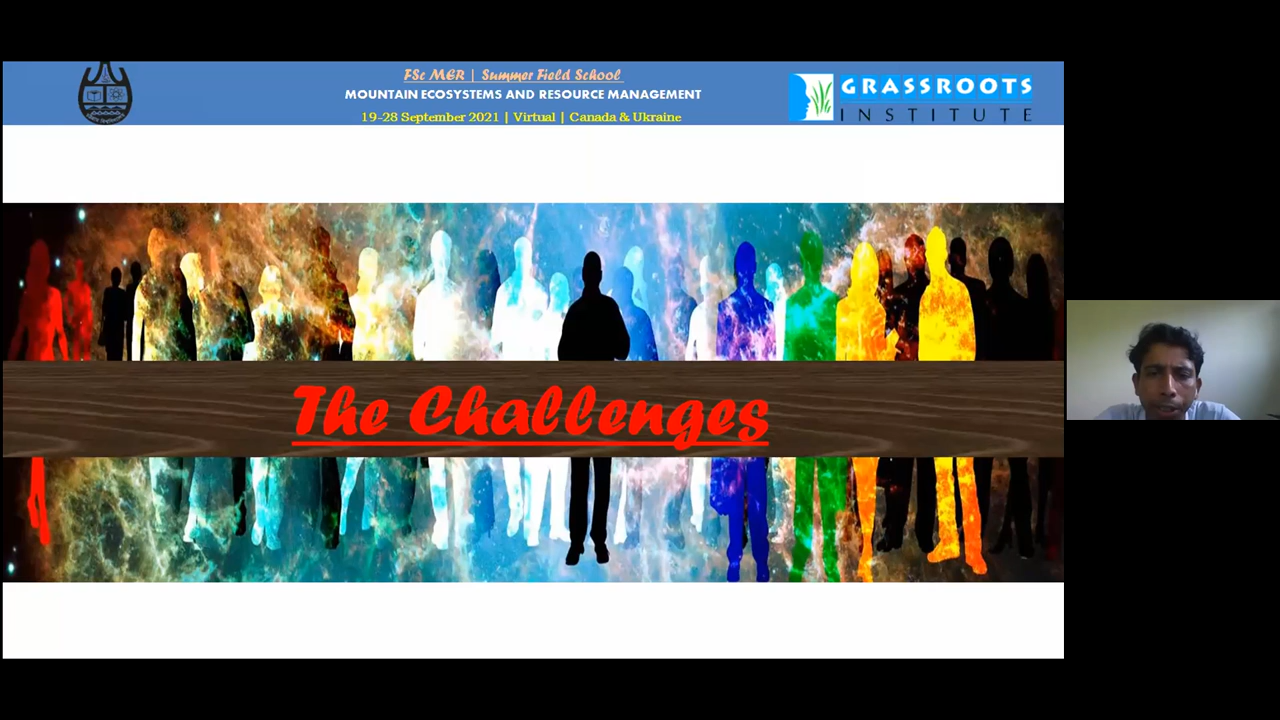 FSc MER | Summer Field School
MOUNTAIN ECOSYSTEMS AND RESOURCE MANAGEMENT
19-28 September 2021 | Virtual | Canada & Ukraine
GRASSROOTS
INSTITUTE
The Challenges